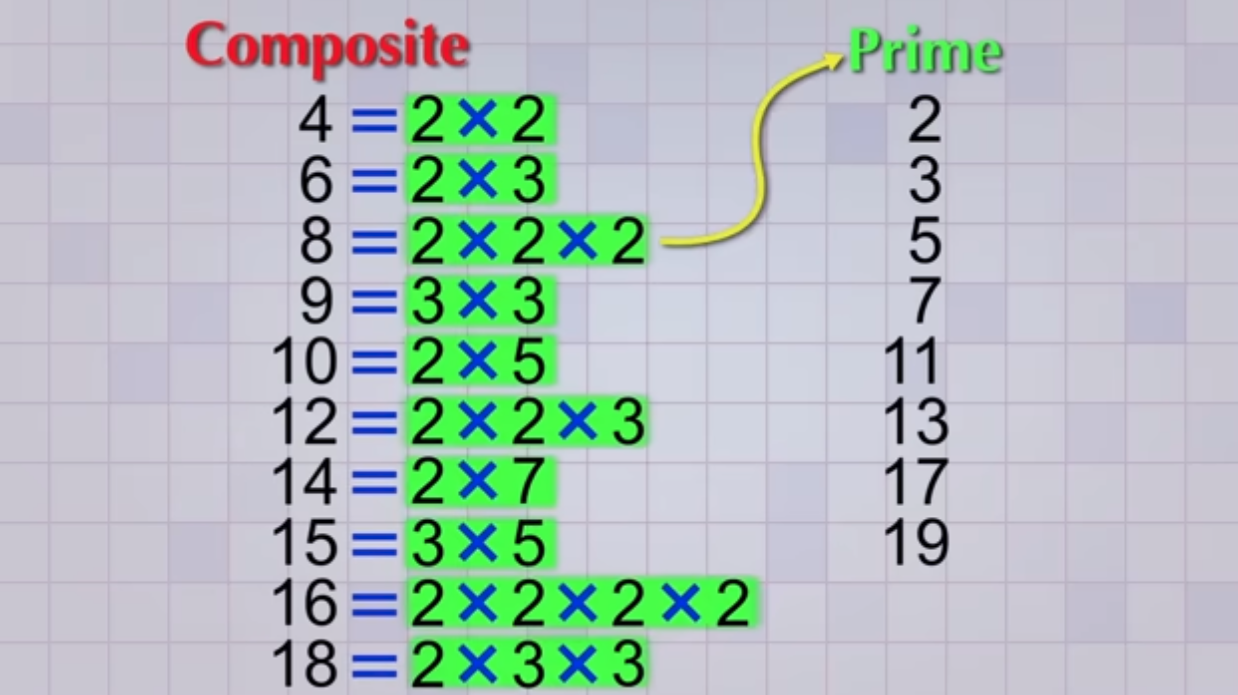 Composite
4 = 2 × 2
6 = 2 × 3
8 = 2 × 2 × 2
9 = 3 × 3
10 = 2 × 5
12 = 2 × 2 × 3
14 = 2 × 7
15 = 3 × 5
16 = 2 × 2 × 2 × 2
18 = 2 × 3 × 3
Prime
2
3
5
7
11
13
17
19